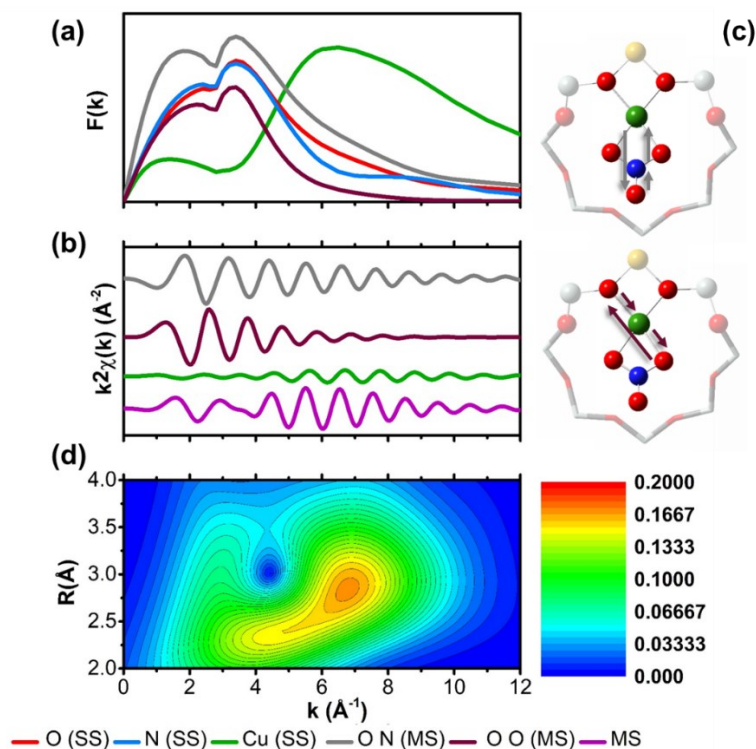 (a)
F(k)
(c)
(b)
k2χ(k) (Å⁻²)
(d)
4.0
3.5
3.0
2.5
2.0
R(Å)
0 2 4 6 8 10 12
k (Å⁻¹)
0.2000
0.1667
0.1333
0.1000
0.06667
0.03333
0.000
O (SS) N (SS) Cu (SS) O N (MS) O O (MS) MS